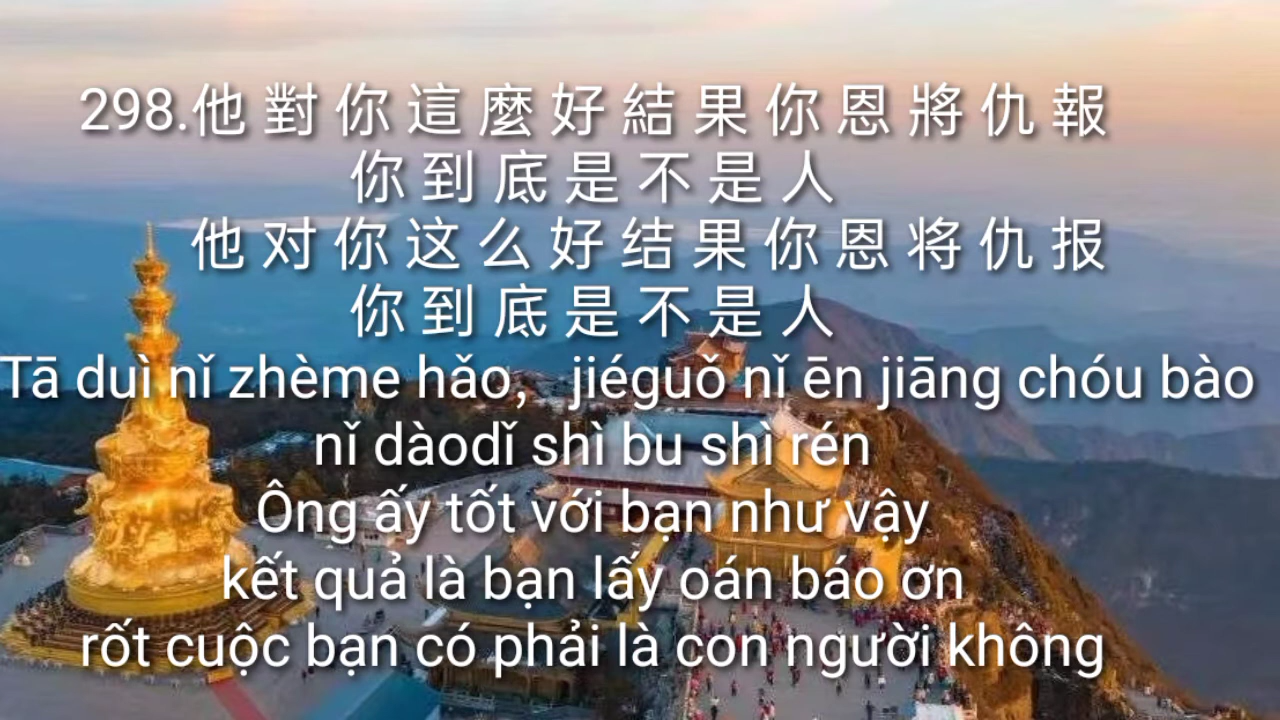 298.他 對 你 這 麼 好 結 果 你 恩 將 仇 報
你 到 底 是 不 是 人
他 对 你 这 么 好 结 果 你 恩 将 仇 报
你 到 底 是 不 是 人
Tā duì nǐ zhème hǎo, jiéguǒ nǐ ēn jiāng chóu bào
nǐ dàodǐ shì bu shì rén
Ông ấy tốt với bạn như vậy
kết quả là bạn lấy oán báo ơn
rốt cuộc bạn có phải là con người không